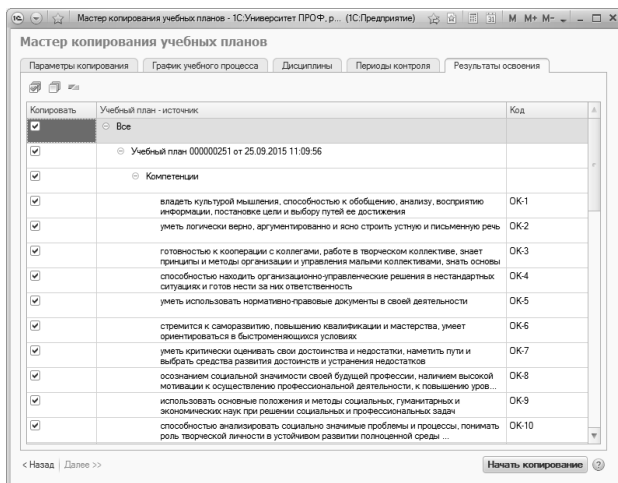 Мастер копирования учебных планов - 1С:Университет ПРОФ, р... (1С:Предприятие) M M+ M-
Мастер копирования учебных планов
Параметры копирования График учебного процесса Дисциплины Периоды контроля Результаты освоения
Копировать Учебный план - источник Код
Все
Учебный план 000000251 от 25.09.2015 11:09:56
Компетенции
владеть культурой мышления, способностью к обобщению, анализу, восприятию ОК-1
информации, постановке цели и выбору путей ее достижения
уметь логически верно, аргументированно и ясно строить устную и письменную речь ОК-2
готовностью к кооперации с коллегами, работе в творческом коллективе, знает ОК-3
принципы и методы организации и управления малыми коллективами, знать основы
способностью находить организационно-управленческие решения в нестандартных ОК-4
ситуациях и готов нести за них ответственность
уметь использовать нормативно-правовые документы в своей деятельности ОК-5
стремится к саморазвитию, повышению квалификации и мастерства, умеет ОК-6
ориентироваться в быстроменяющихся условиях
уметь критически оценивать свои достоинства и недостатки, наметить пути и ОК-7
выбрать средства развития достоинств и устранения недостатков
осознанием социальной значимости своей будущей профессии, наличием высокой ОК-8
мотивации к осуществлению профессиональной деятельности, к повышению уров...
использовать основные положения и методы социальных, гуманитарных и ОК-9
экономических наук при решении социальных и профессиональных задач
способностью анализировать социально значимые проблемы и процессы, понимать ОК-10
роль творческой личности в устойчивом развитии полноценной среды ...
< Назад Далее >> Начать копирование ?